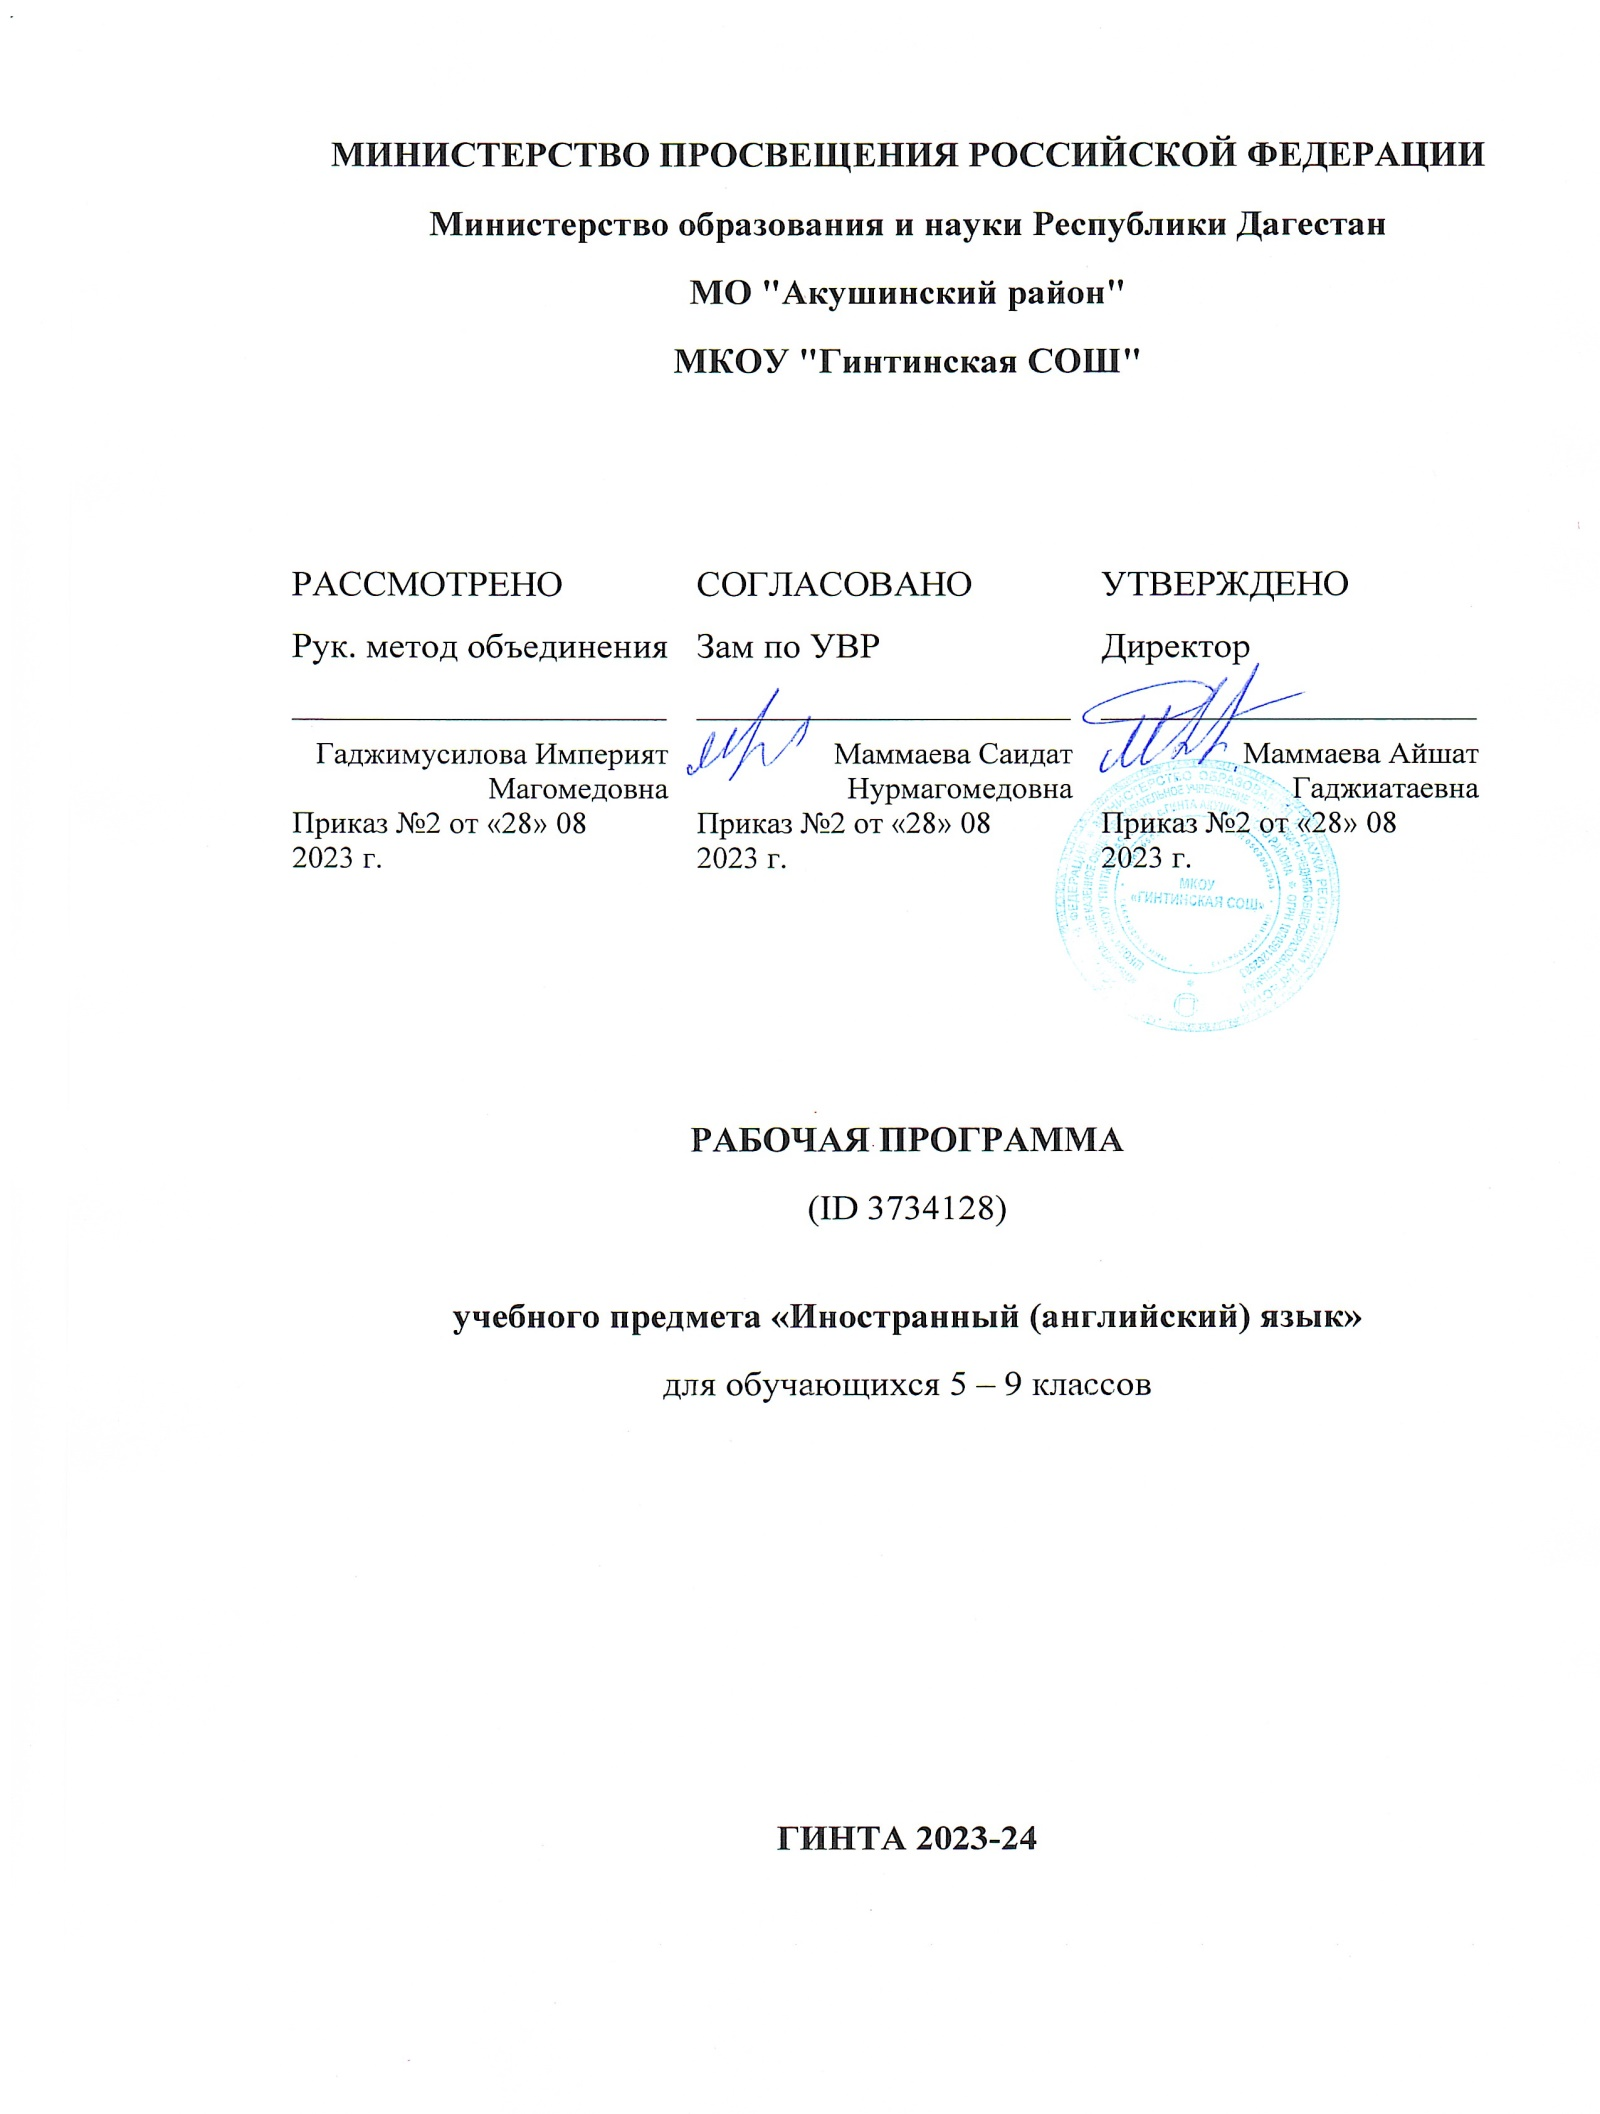 МИНИСТЕРСТВО ПРОСВЕЩЕНИЯ РОССИЙСКОЙ ФЕДЕРАЦИИ
Министерство образования и науки Республики Дагестан
МО "Акушинский район"
МКОУ "Гинтинская СОШ"
РАССМОТРЕНО
Рук. метод объединения
Гаджимусилова Империят
Магомедовна
Приказ №2 от «28» 08
2023 г.
СОГЛАСОВАНО
Зам по УВР
Маммаева Саидат
Нурмагомедовна
Приказ №2 от «28» 08
2023 г.
УТВЕРЖДЕНО
Директор
Маммаева Айшат
Гаджиатаевна
Приказ №2 от «28» 08
2023 г.
МКОУ
«ГИНТИНСКАЯ СОШ»
РАБОЧАЯ ПРОГРАММА
(ID 3734128)
учебного предмета «Иностранный (английский) язык»
для обучающихся 5 – 9 классов
ГИНТА 2023-24